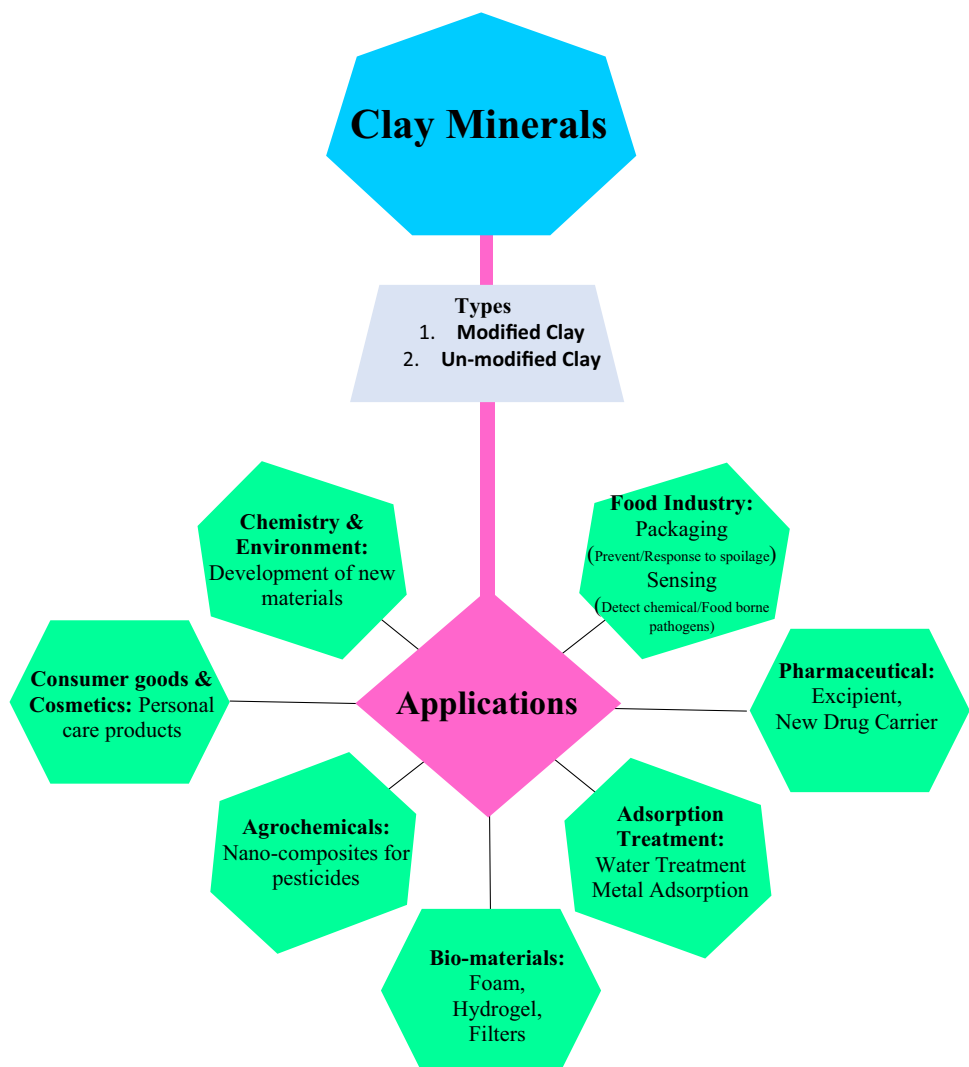 Clay Minerals
Types
1. Modified Clay
2. Un-modified Clay
Chemistry &
Environment:
Development of new
materials
Food Industry:
Packaging
(Prevent/Response to spoilage)
Sensing
(Detect chemical/Food borne
pathogens)
Consumer goods &
Cosmetics: Personal
care products
Applications
Pharmaceutical:
Excipient,
New Drug Carrier
Agrochemicals:
Nano-composites for
pesticides
Adsorption
Treatment:
Water Treatment
Metal Adsorption
Bio-materials:
Foam,
Hydrogel,
Filters